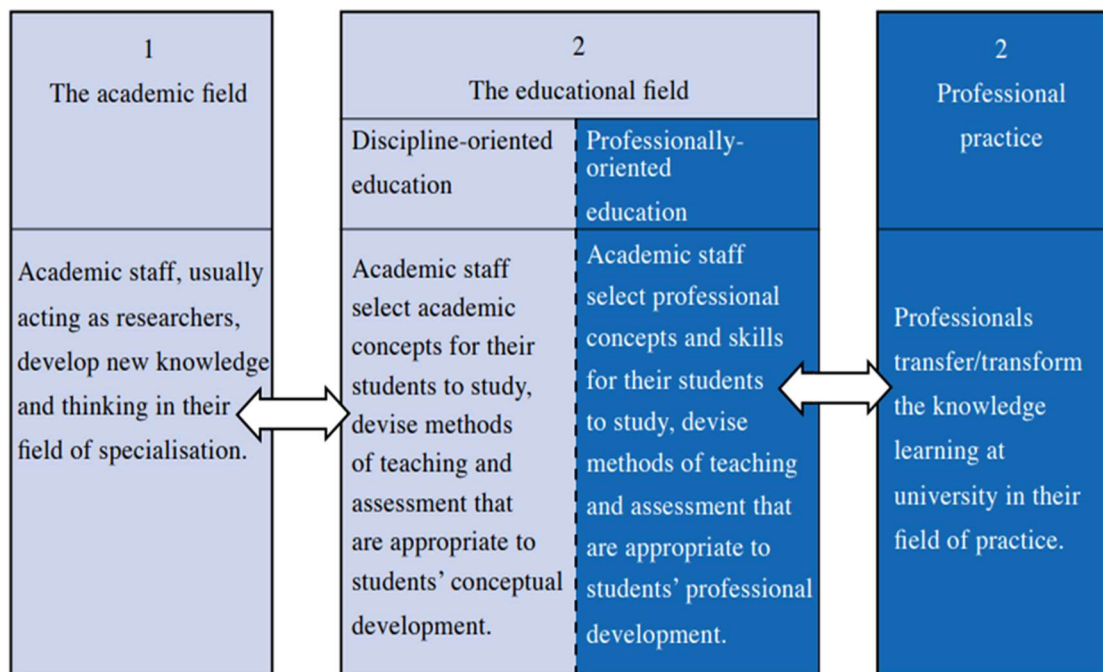 1
The academic field
Academic staff, usually
acting as researchers,
develop new knowledge
and thinking in their
field of specialisation.
2
The educational field
Discipline-oriented
education
Academic staff
select academic
concepts for their
students to study,
devise methods
of teaching and
assessment that
are appropriate to
students’ conceptual
development.
Professionally-
oriented
education
Academic staff
select professional
concepts and skills
for their students
to study, devise
methods of teaching
and assessment that
are appropriate to
students’ professional
development.
2
Professional
practice
Professionals
transfer/transform
the knowledge
learning at
university in their
field of practice.